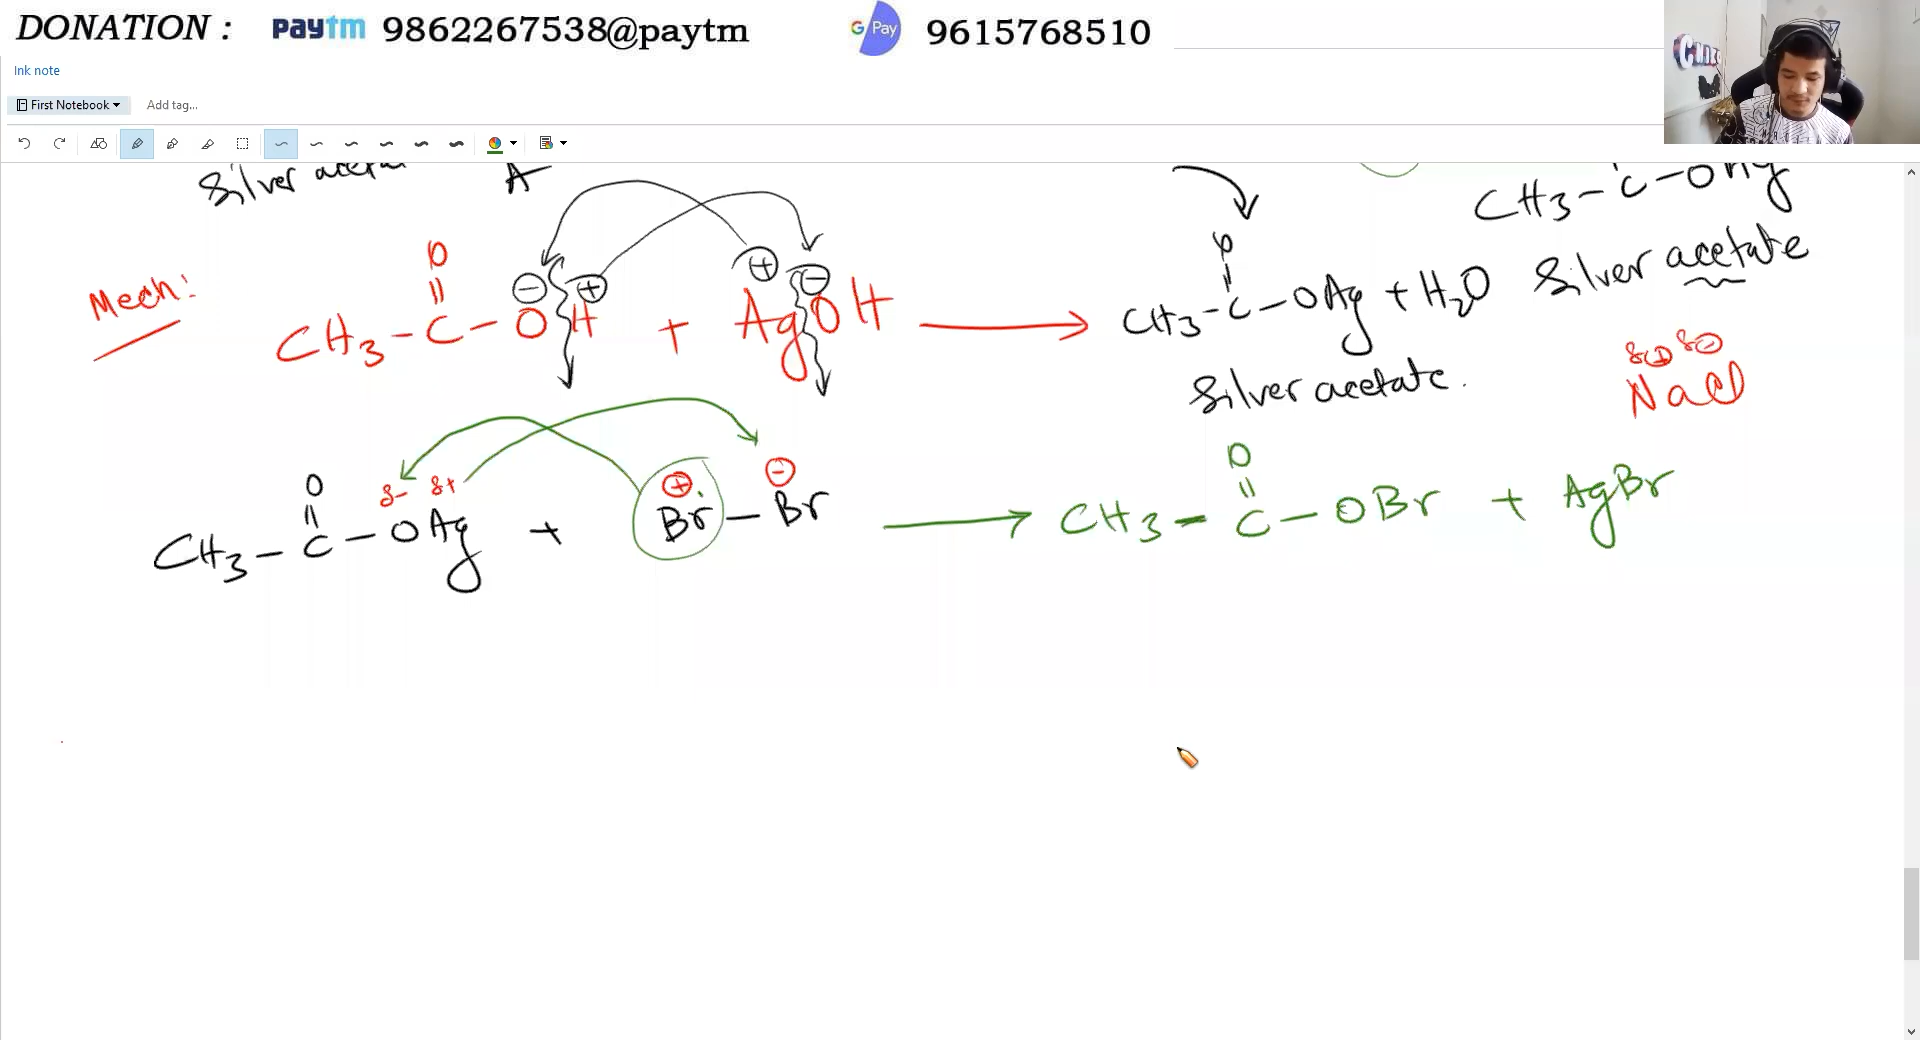 DONATION : paytm 9862267538@paytm G Pay 9615768510
Ink note
First Notebook Add tag...
Silver A
CH3-C-OAg
Silver acetate
Mech:
O
||
CH3-C-OH + AgOH
⊖ ⊕ ⊕ ⊖
O
||
CH3-C-OAg + H2O
Silver acetate.
δ⊕ δ⊖
NaCl
O
||
CH3-C-OAg + Br-Br
δ- δ+ ⊕ ⊖
O
||
CH3-C-OBr + AgBr